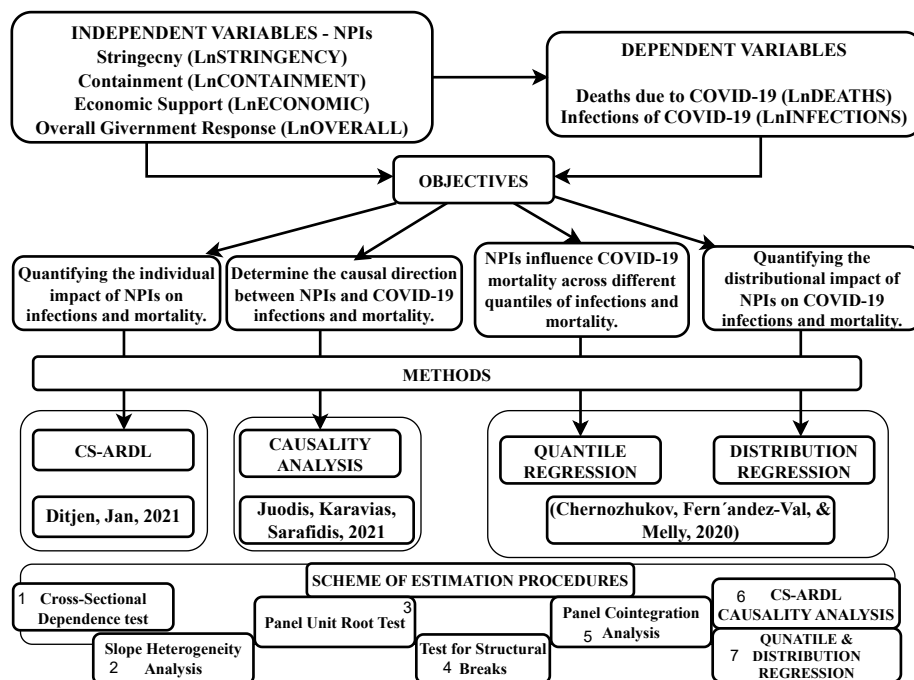 INDEPENDENT VARIABLES - NPIs
Stringecny (LnSTRINGENCY)
Containment (LnCONTAINMENT)
Economic Support (LnECONOMIC)
Overall Givernment Response (LnOVERALL)
DEPENDENT VARIABLES
Deaths due to COVID-19 (LnDEATHS)
Infections of COVID-19 (LnINFECTIONS)
OBJECTIVES
Quantifying the individual
impact of NPIs on
infections and mortality.
Determine the causal direction
between NPIs and COVID-19
infections and mortality.
NPIs influence COVID-19
mortality across different
quantiles of infections and
mortality.
Quantifying the
distributional impact of
NPIs on COVID-19
infections and mortality.
METHODS
CS-ARDL
Ditjen, Jan, 2021
CAUSALITY
ANALYSIS
Juodis, Karavias,
Sarafidis, 2021
QUANTILE
REGRESSION
DISTRIBUTION
REGRESSION
(Chernozhukov, Fern´andez-Val, &
Melly, 2020)
SCHEME OF ESTIMATION PROCEDURES
1 Cross-Sectional
Dependence test
Slope Heterogeneity
2 Analysis
3
Panel Unit Root Test
Test for Structural
4 Breaks
Panel Cointegration
5 Analysis
6 CS-ARDL
CAUSALITY ANALYSIS
7 QUNATILE &
DISTRIBUTION
REGRESSION